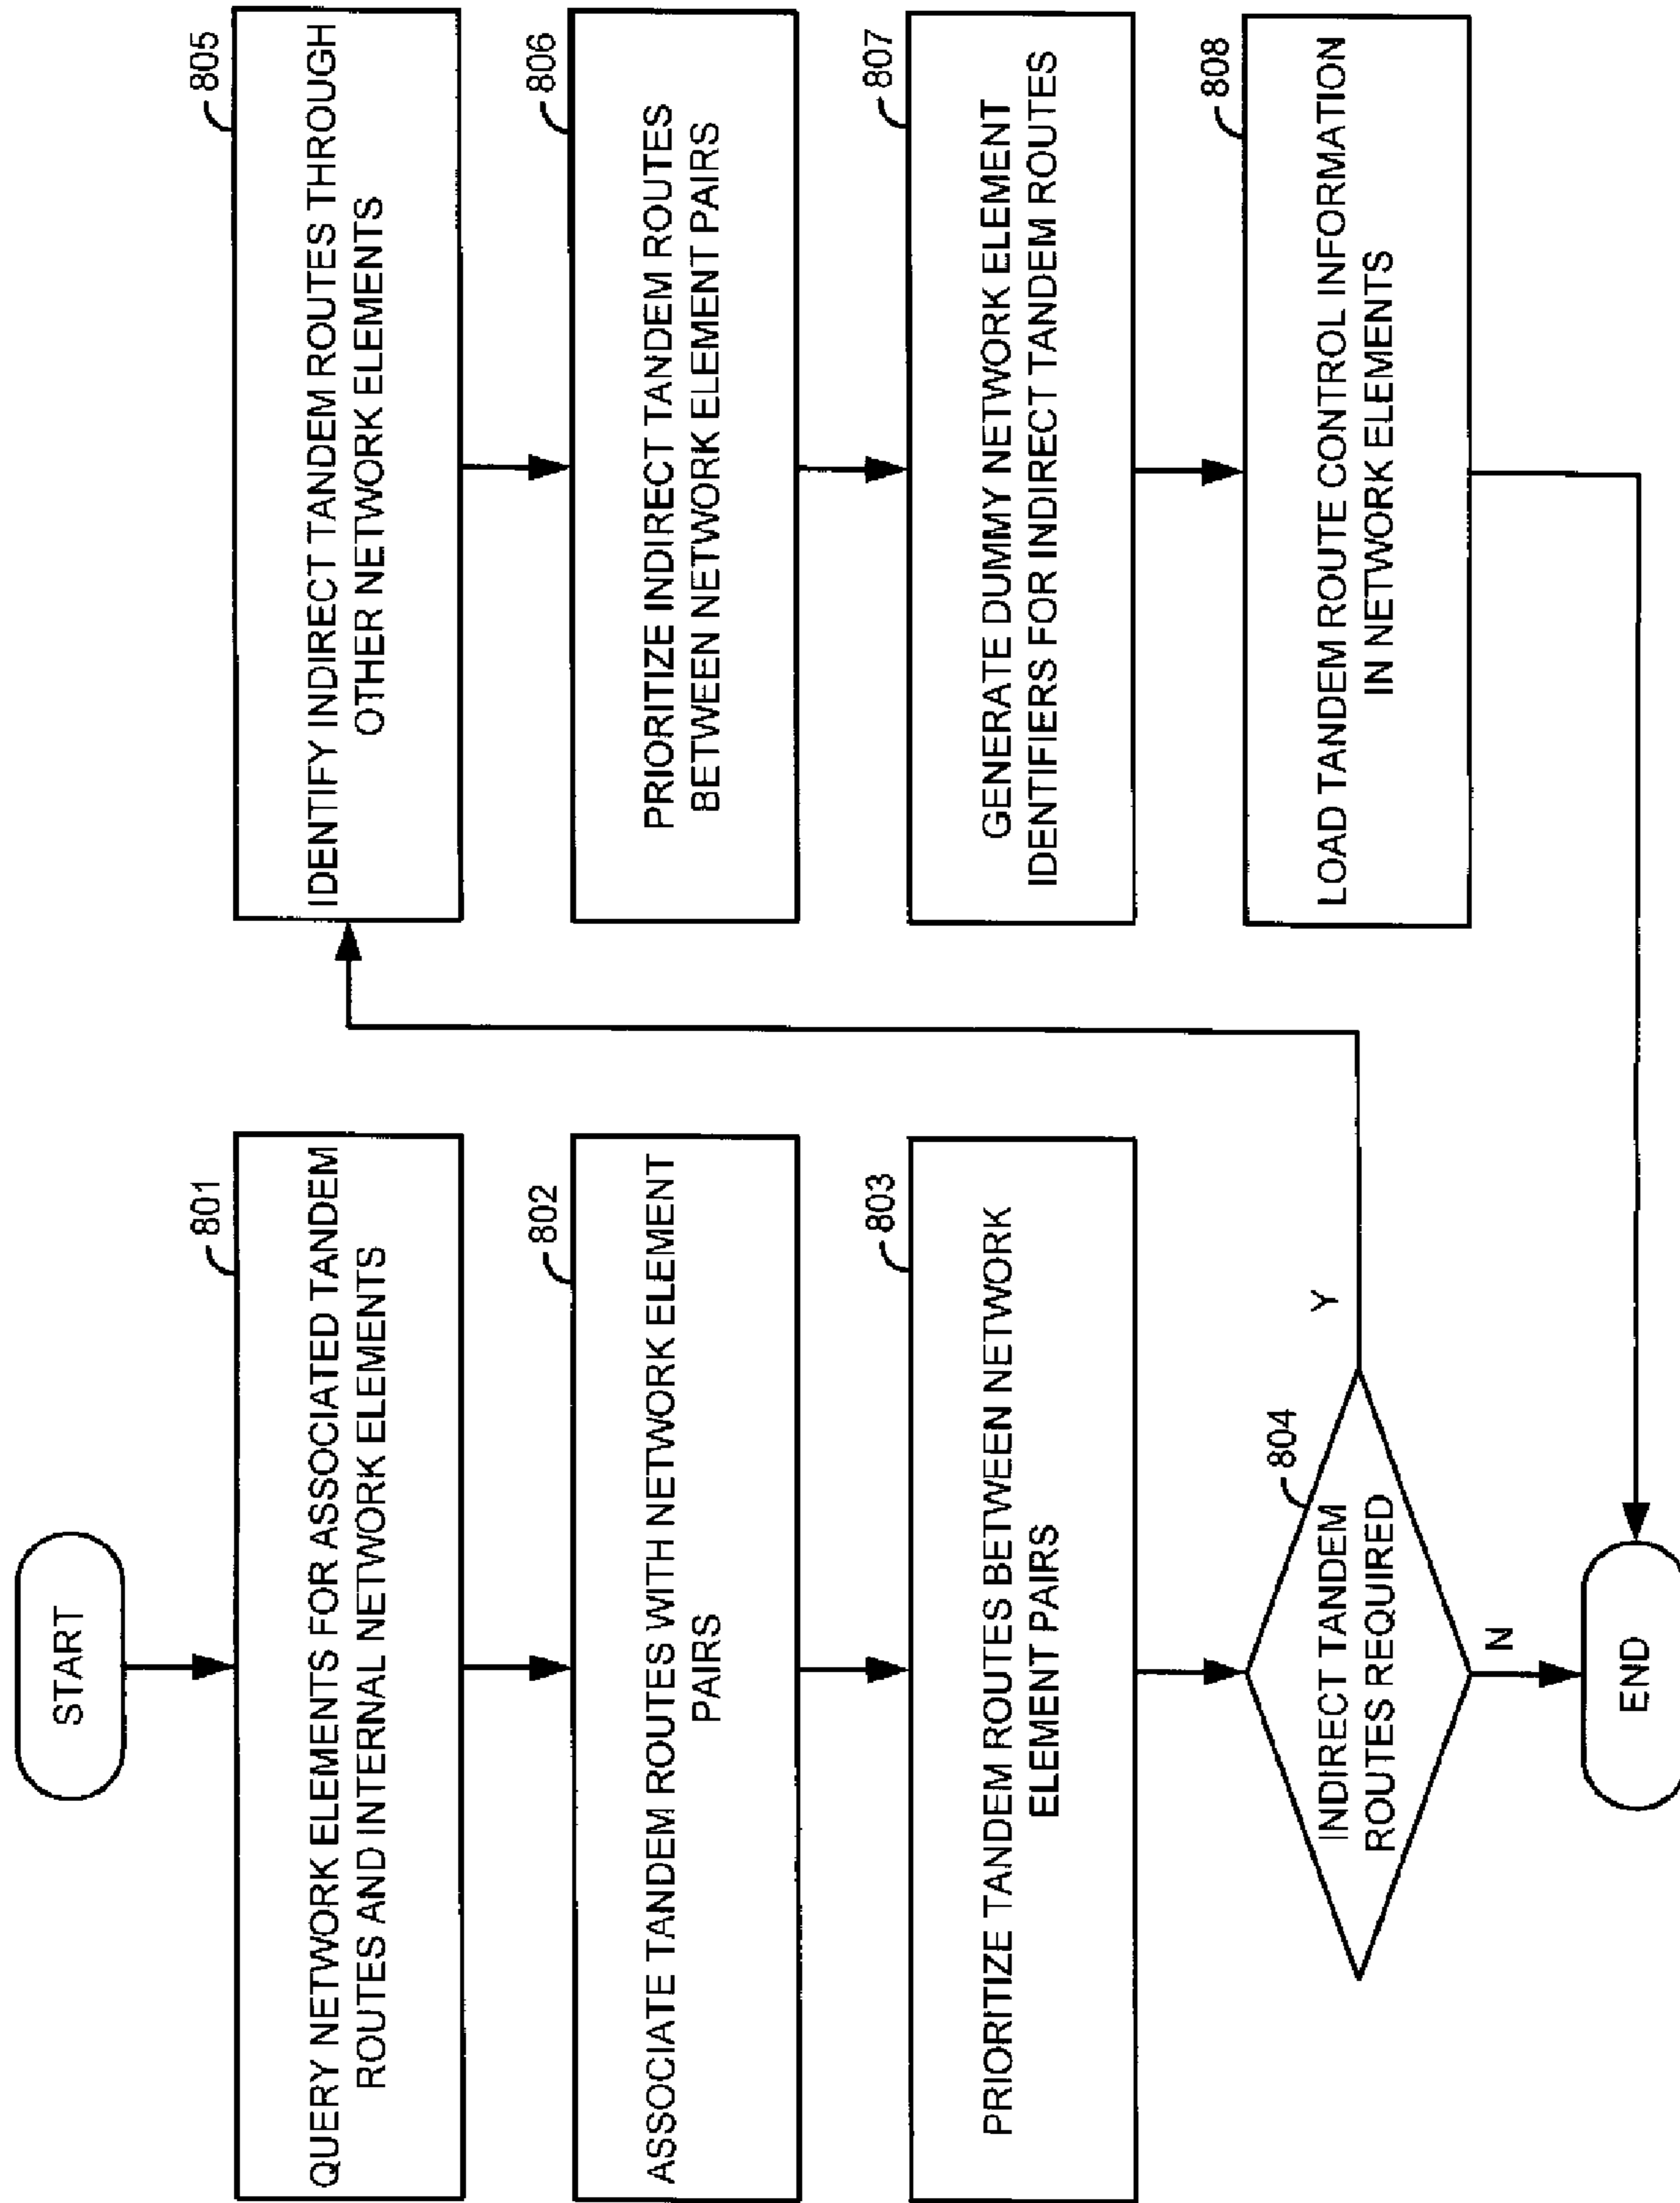 START
801
QUERY NETWORK ELEMENTS FOR ASSOCIATED TANDEM
ROUTES AND INTERNAL NETWORK ELEMENTS
802
ASSOCIATE TANDEM ROUTES WITH NETWORK ELEMENT
PAIRS
803
PRIORITIZE TANDEM ROUTES BETWEEN NETWORK
ELEMENT PAIRS
804
INDIRECT TANDEM
ROUTES REQUIRED
Y
N
END
805
IDENTIFY INDIRECT TANDEM ROUTES THROUGH
OTHER NETWORK ELEMENTS
806
PRIORITIZE INDIRECT TANDEM ROUTES
BETWEEN NETWORK ELEMENT PAIRS
807
GENERATE DUMMY NETWORK ELEMENT
IDENTIFIERS FOR INDIRECT TANDEM ROUTES
808
LOAD TANDEM ROUTE CONTROL INFORMATION
IN NETWORK ELEMENTS